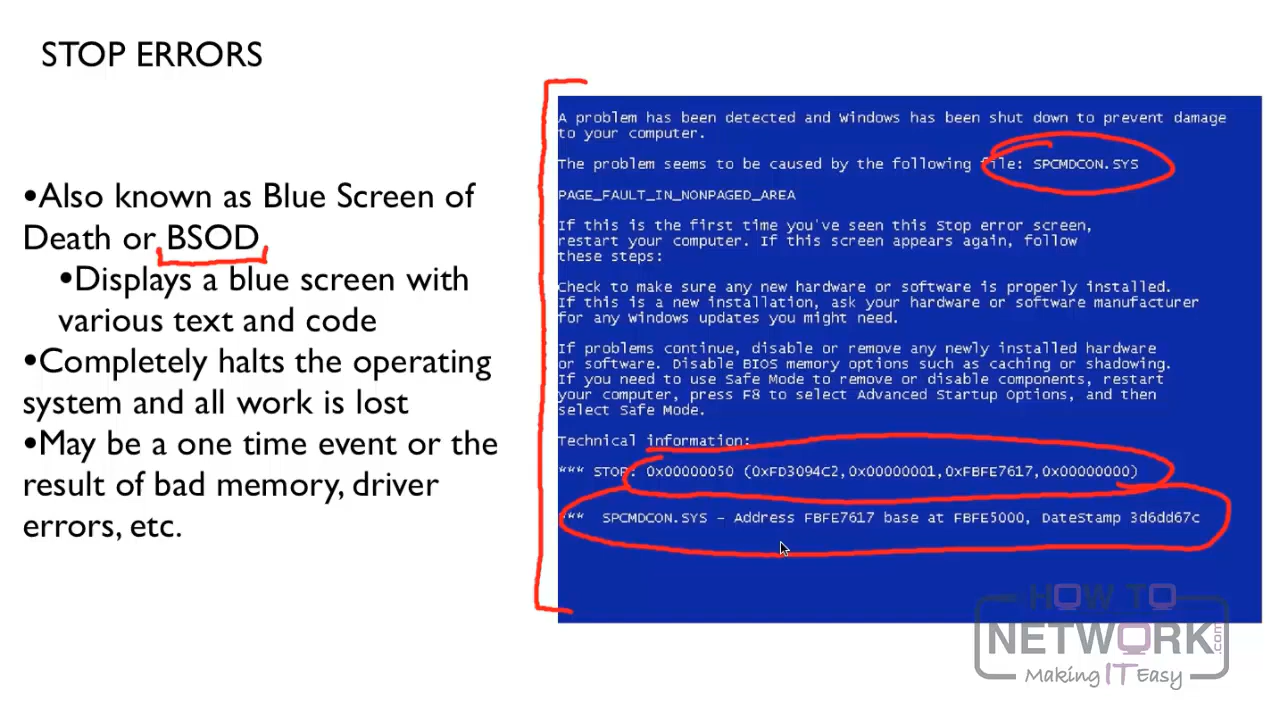 STOP ERRORS
•Also known as Blue Screen of
Death or BSOD
•Displays a blue screen with
various text and code
•Completely halts the operating
system and all work is lost
•May be a one time event or the
result of bad memory, driver
errors, etc.
A problem has been detected and Windows has been shut down to prevent damage
to your computer.
The problem seems to be caused by the following file: SPCMDCON.SYS
PAGE_FAULT_IN_NONPAGED_AREA
If this is the first time you've seen this Stop error screen,
restart your computer. If this screen appears again, follow
these steps:
Check to make sure any new hardware or software is properly installed.
If this is a new installation, ask your hardware or software manufacturer
for any Windows updates you might need.
If problems continue, disable or remove any newly installed hardware
or software. Disable BIOS memory options such as caching or shadowing.
If you need to use Safe Mode to remove or disable components, restart
your computer, press F8 to select Advanced Startup Options, and then
select Safe Mode.
Technical information:
*** STOP: 0x00000050 (0xFD3094C2,0x00000001,0xFBFE7617,0x00000000)
*** SPCMDCON.SYS - Address FBFE7617 base at FBFE5000, DateStamp 3d6dd67c
HOW TO
NETWORK.com
Making IT Easy